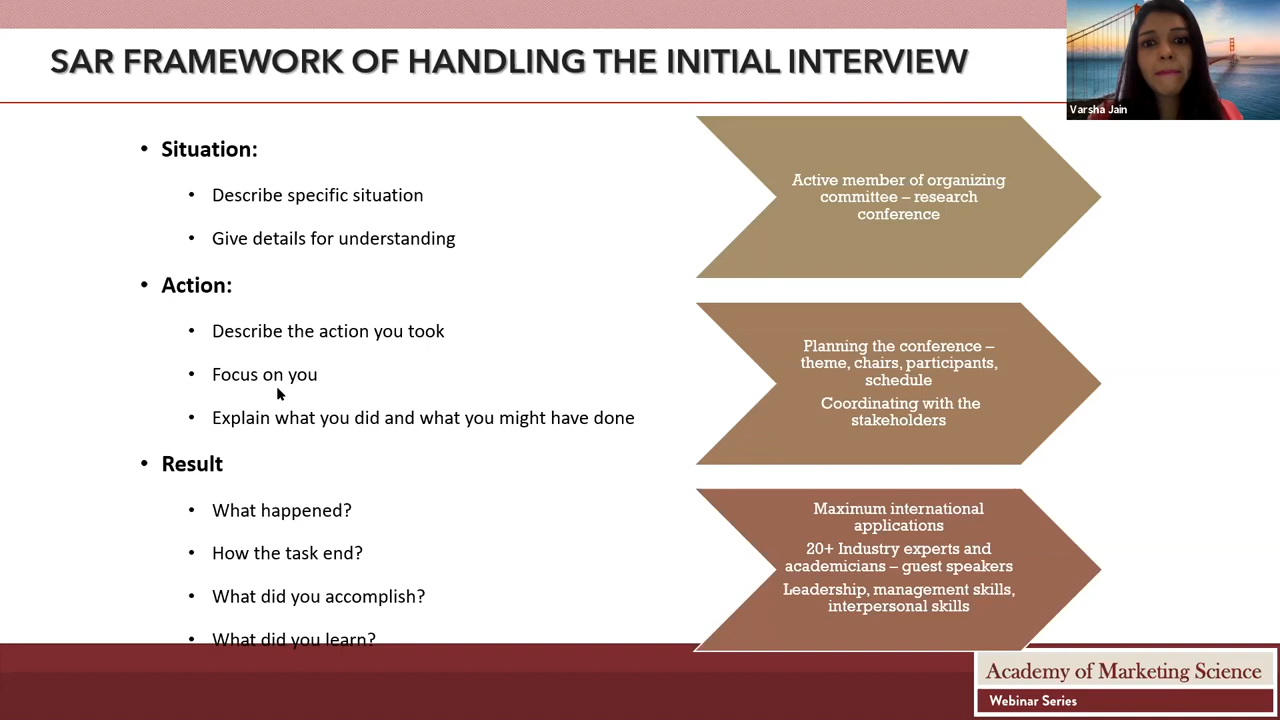 SAR FRAMEWORK OF HANDLING THE INITIAL INTERVIEW
Varsha Jain
• Situation:
• Describe specific situation
• Give details for understanding
• Action:
• Describe the action you took
• Focus on you
• Explain what you did and what you might have done
• Result
• What happened?
• How the task end?
• What did you accomplish?
• What did you learn?
Active member of organizing
committee – research
conference
Planning the conference –
theme, chairs, participants,
schedule
Coordinating with the
stakeholders
Maximum international
applications
20+ Industry experts and
academicians – guest speakers
Leadership, management skills,
interpersonal skills
Academy of Marketing Science
Webinar Series